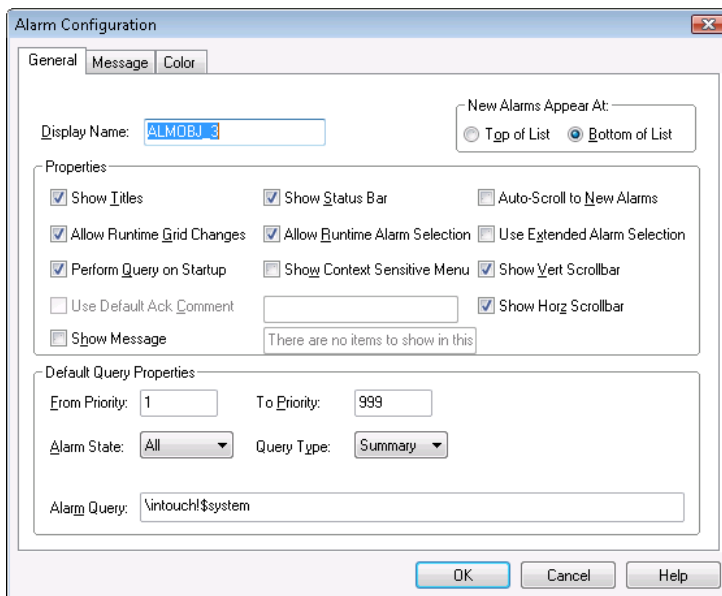 Alarm Configuration
General Message Color
New Alarms Appear At:
Display Name: ALMOBJ_3 Top of List Bottom of List
Properties
Show Titles Show Status Bar Auto-Scroll to New Alarms
Allow Runtime Grid Changes Allow Runtime Alarm Selection Use Extended Alarm Selection
Perform Query on Startup Show Context Sensitive Menu Show Vert Scrollbar
Use Default Ack Comment Show Horz Scrollbar
Show Message There are no items to show in this
Default Query Properties
From Priority: 1 To Priority: 999
Alarm State: All Query Type: Summary
Alarm Query: \intouch!$system
OK Cancel Help